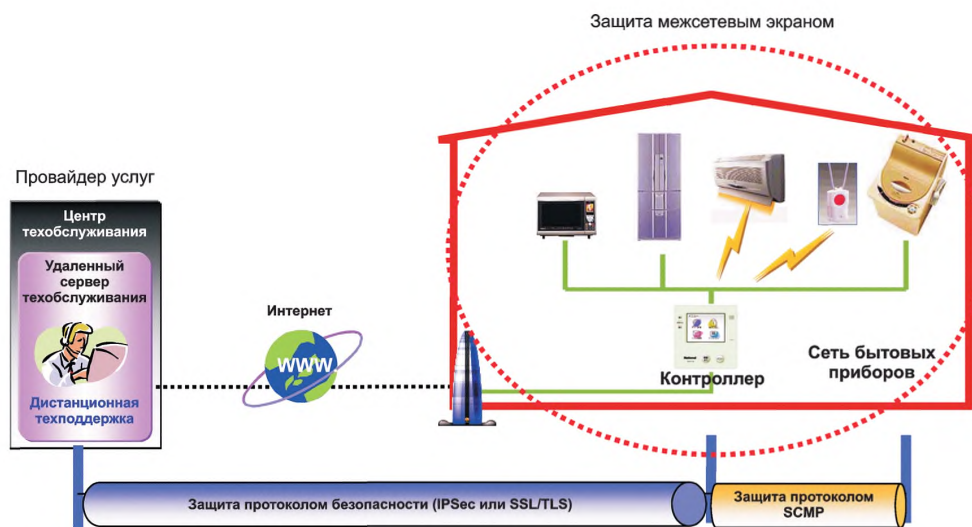 Защита межсетевым экраном
Провайдер услуг
Центр
техобслуживания
Удаленный
сервер
техобслуживания
Дистанционная
техподдержка
Интернет
WWW
Контроллер
Сеть бытовых
приборов
Защита протоколом безопасности (IPSec или SSL/TLS)
Защита протоколом
SCMP